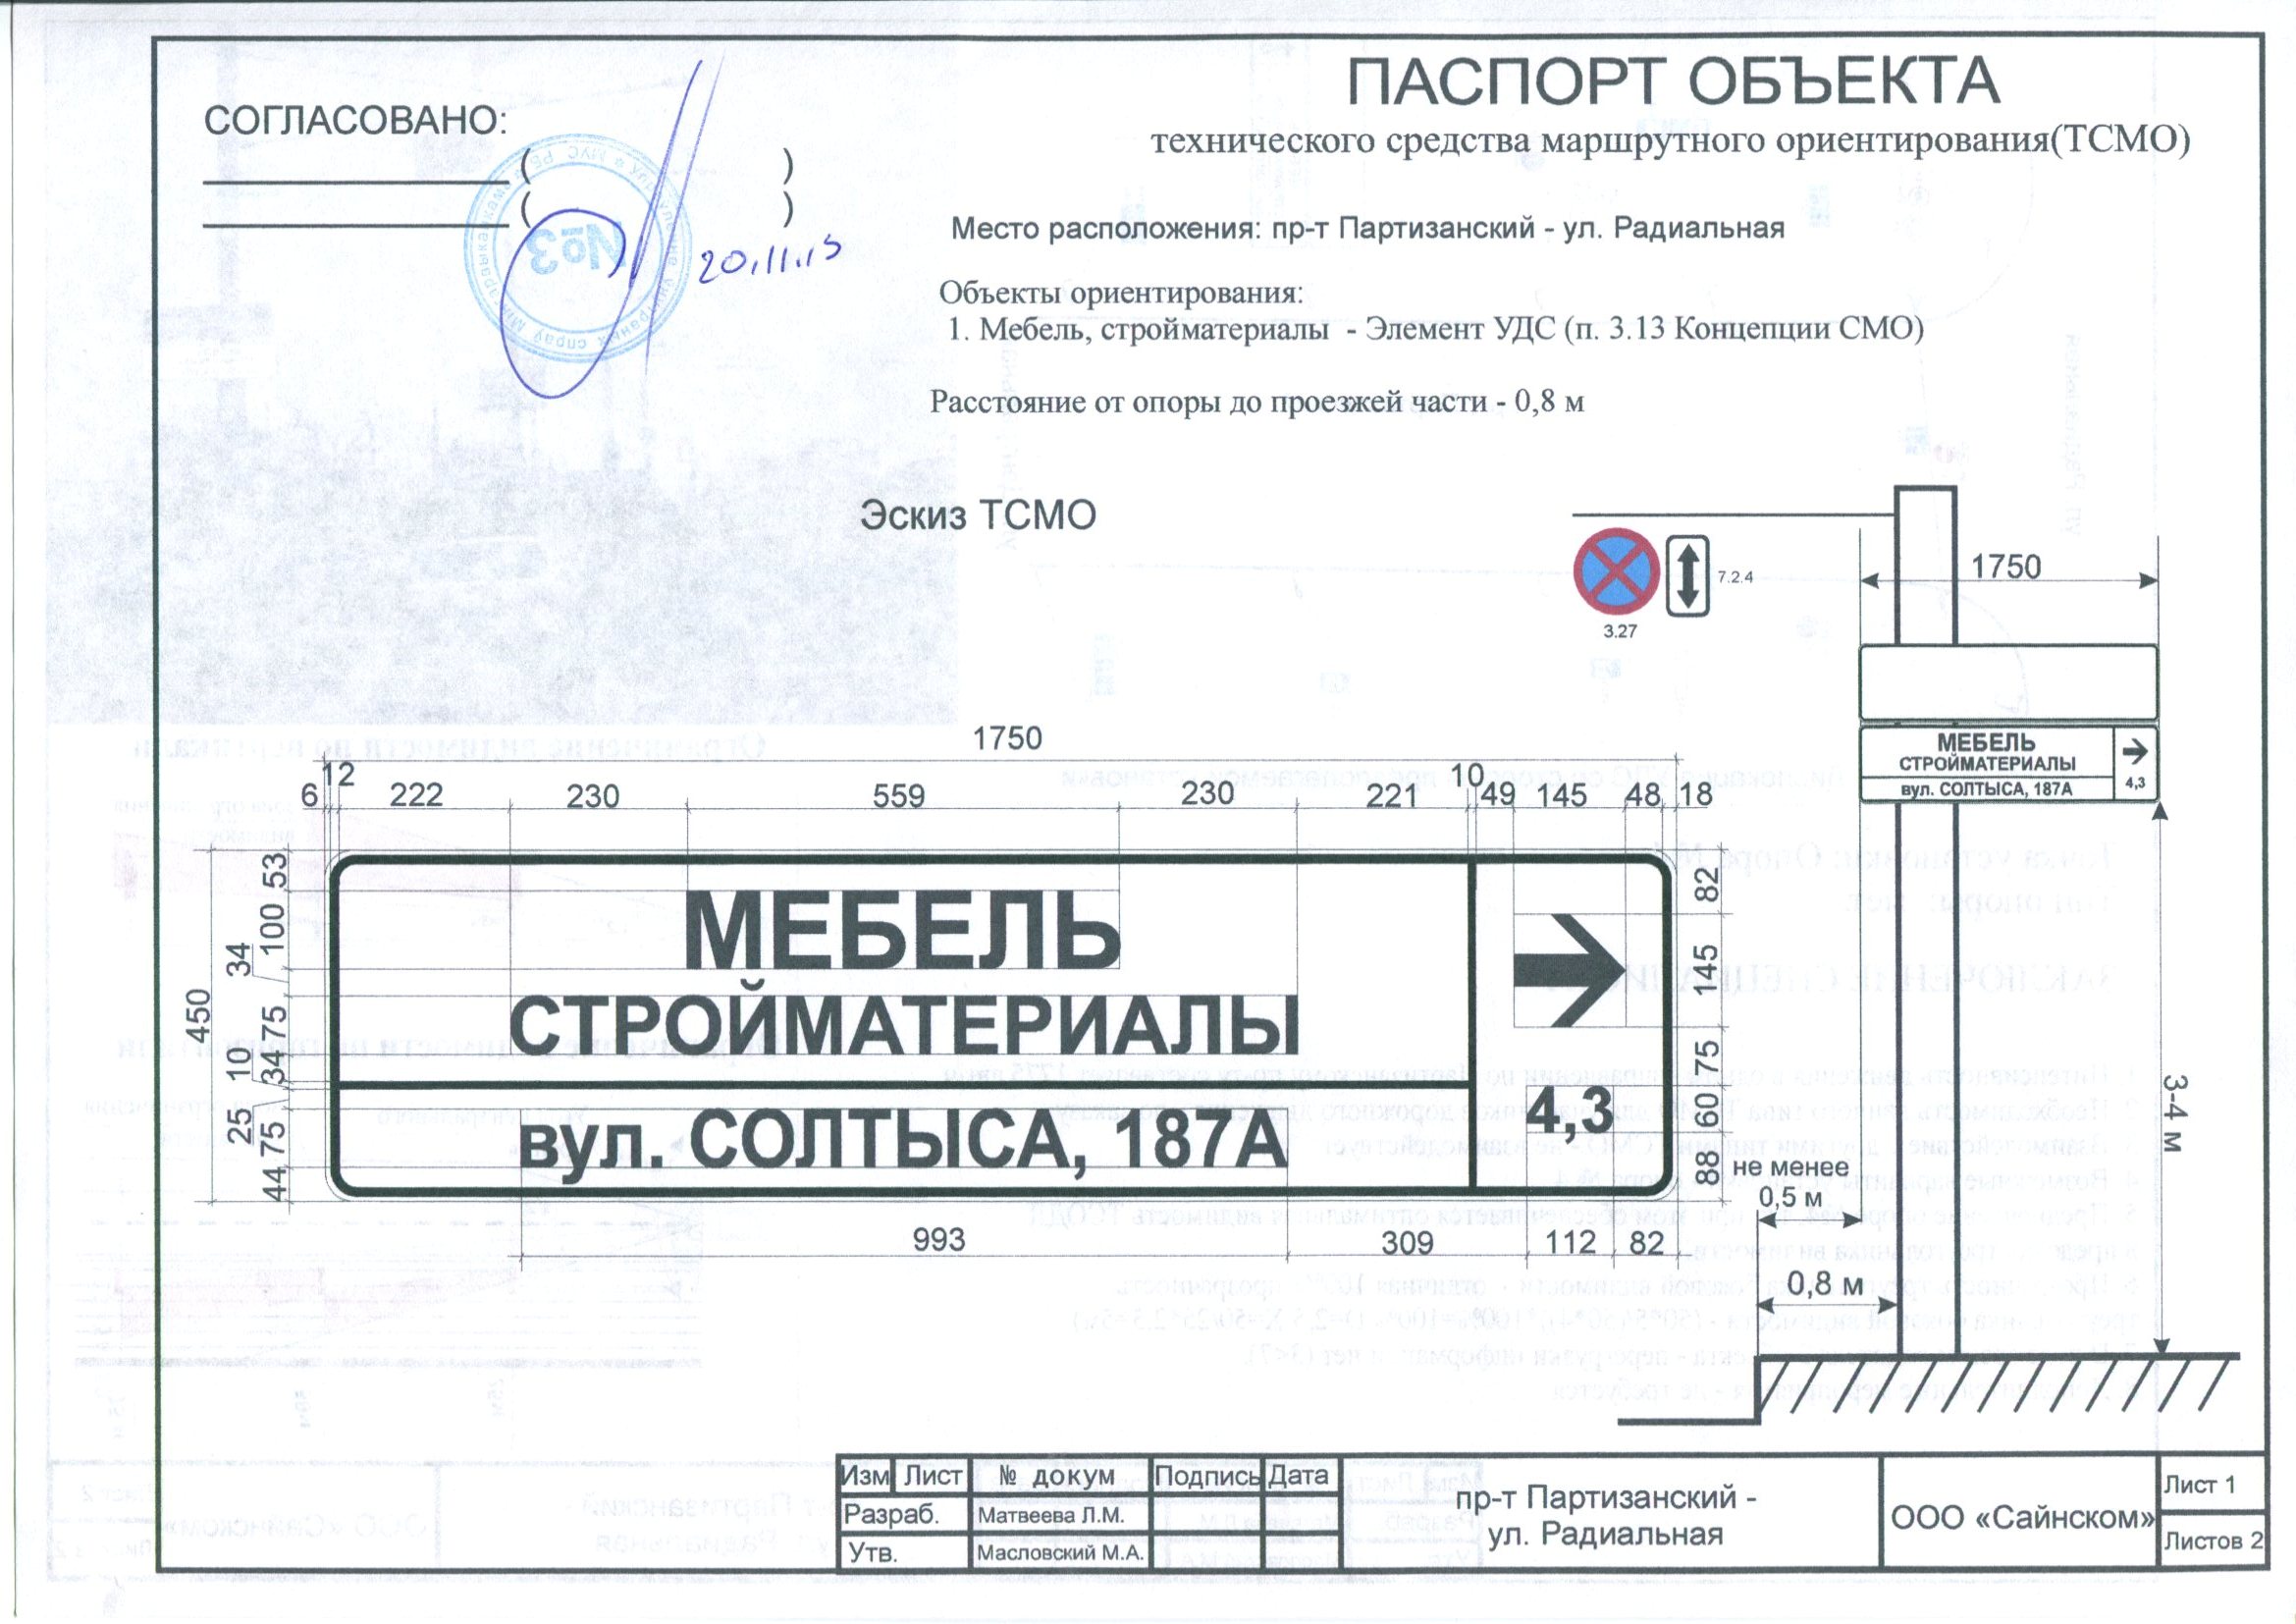 СОГЛАСОВАНО:
( )
( )
№3
20.11.15
ПАСПОРТ ОБЪЕКТА
технического средства маршрутного ориентирования(ТСМО)
Место расположения: пр-т Партизанский - ул. Радиальная
Объекты ориентирования:
1. Мебель, стройматериалы - Элемент УДС (п. 3.13 Концепции СМО)
Расстояние от опоры до проезжей части - 0,8 м
Эскиз ТСМО
3.27
7.2.4
1750
МЕБЕЛЬ
СТРОЙМАТЕРИАЛЫ
вул. СОЛТЫСА, 187А
4,3
3-4 м
не менее
0,5 м
0,8 м
1750
6 12 222 230 559 230 221 10 49 145 48 18
450
53 100 34 75 34 10 25 75 44
МЕБЕЛЬ
СТРОЙМАТЕРИАЛЫ
вул. СОЛТЫСА, 187А
4,3
82 145 75 60 88
993 309 112 82
Изм Лист № докум Подпись Дата
Разраб. Матвеева Л.М.
Утв. Масловский М.А.
пр-т Партизанский -
ул. Радиальная
ООО «Сайнском»
Лист 1
Листов 2